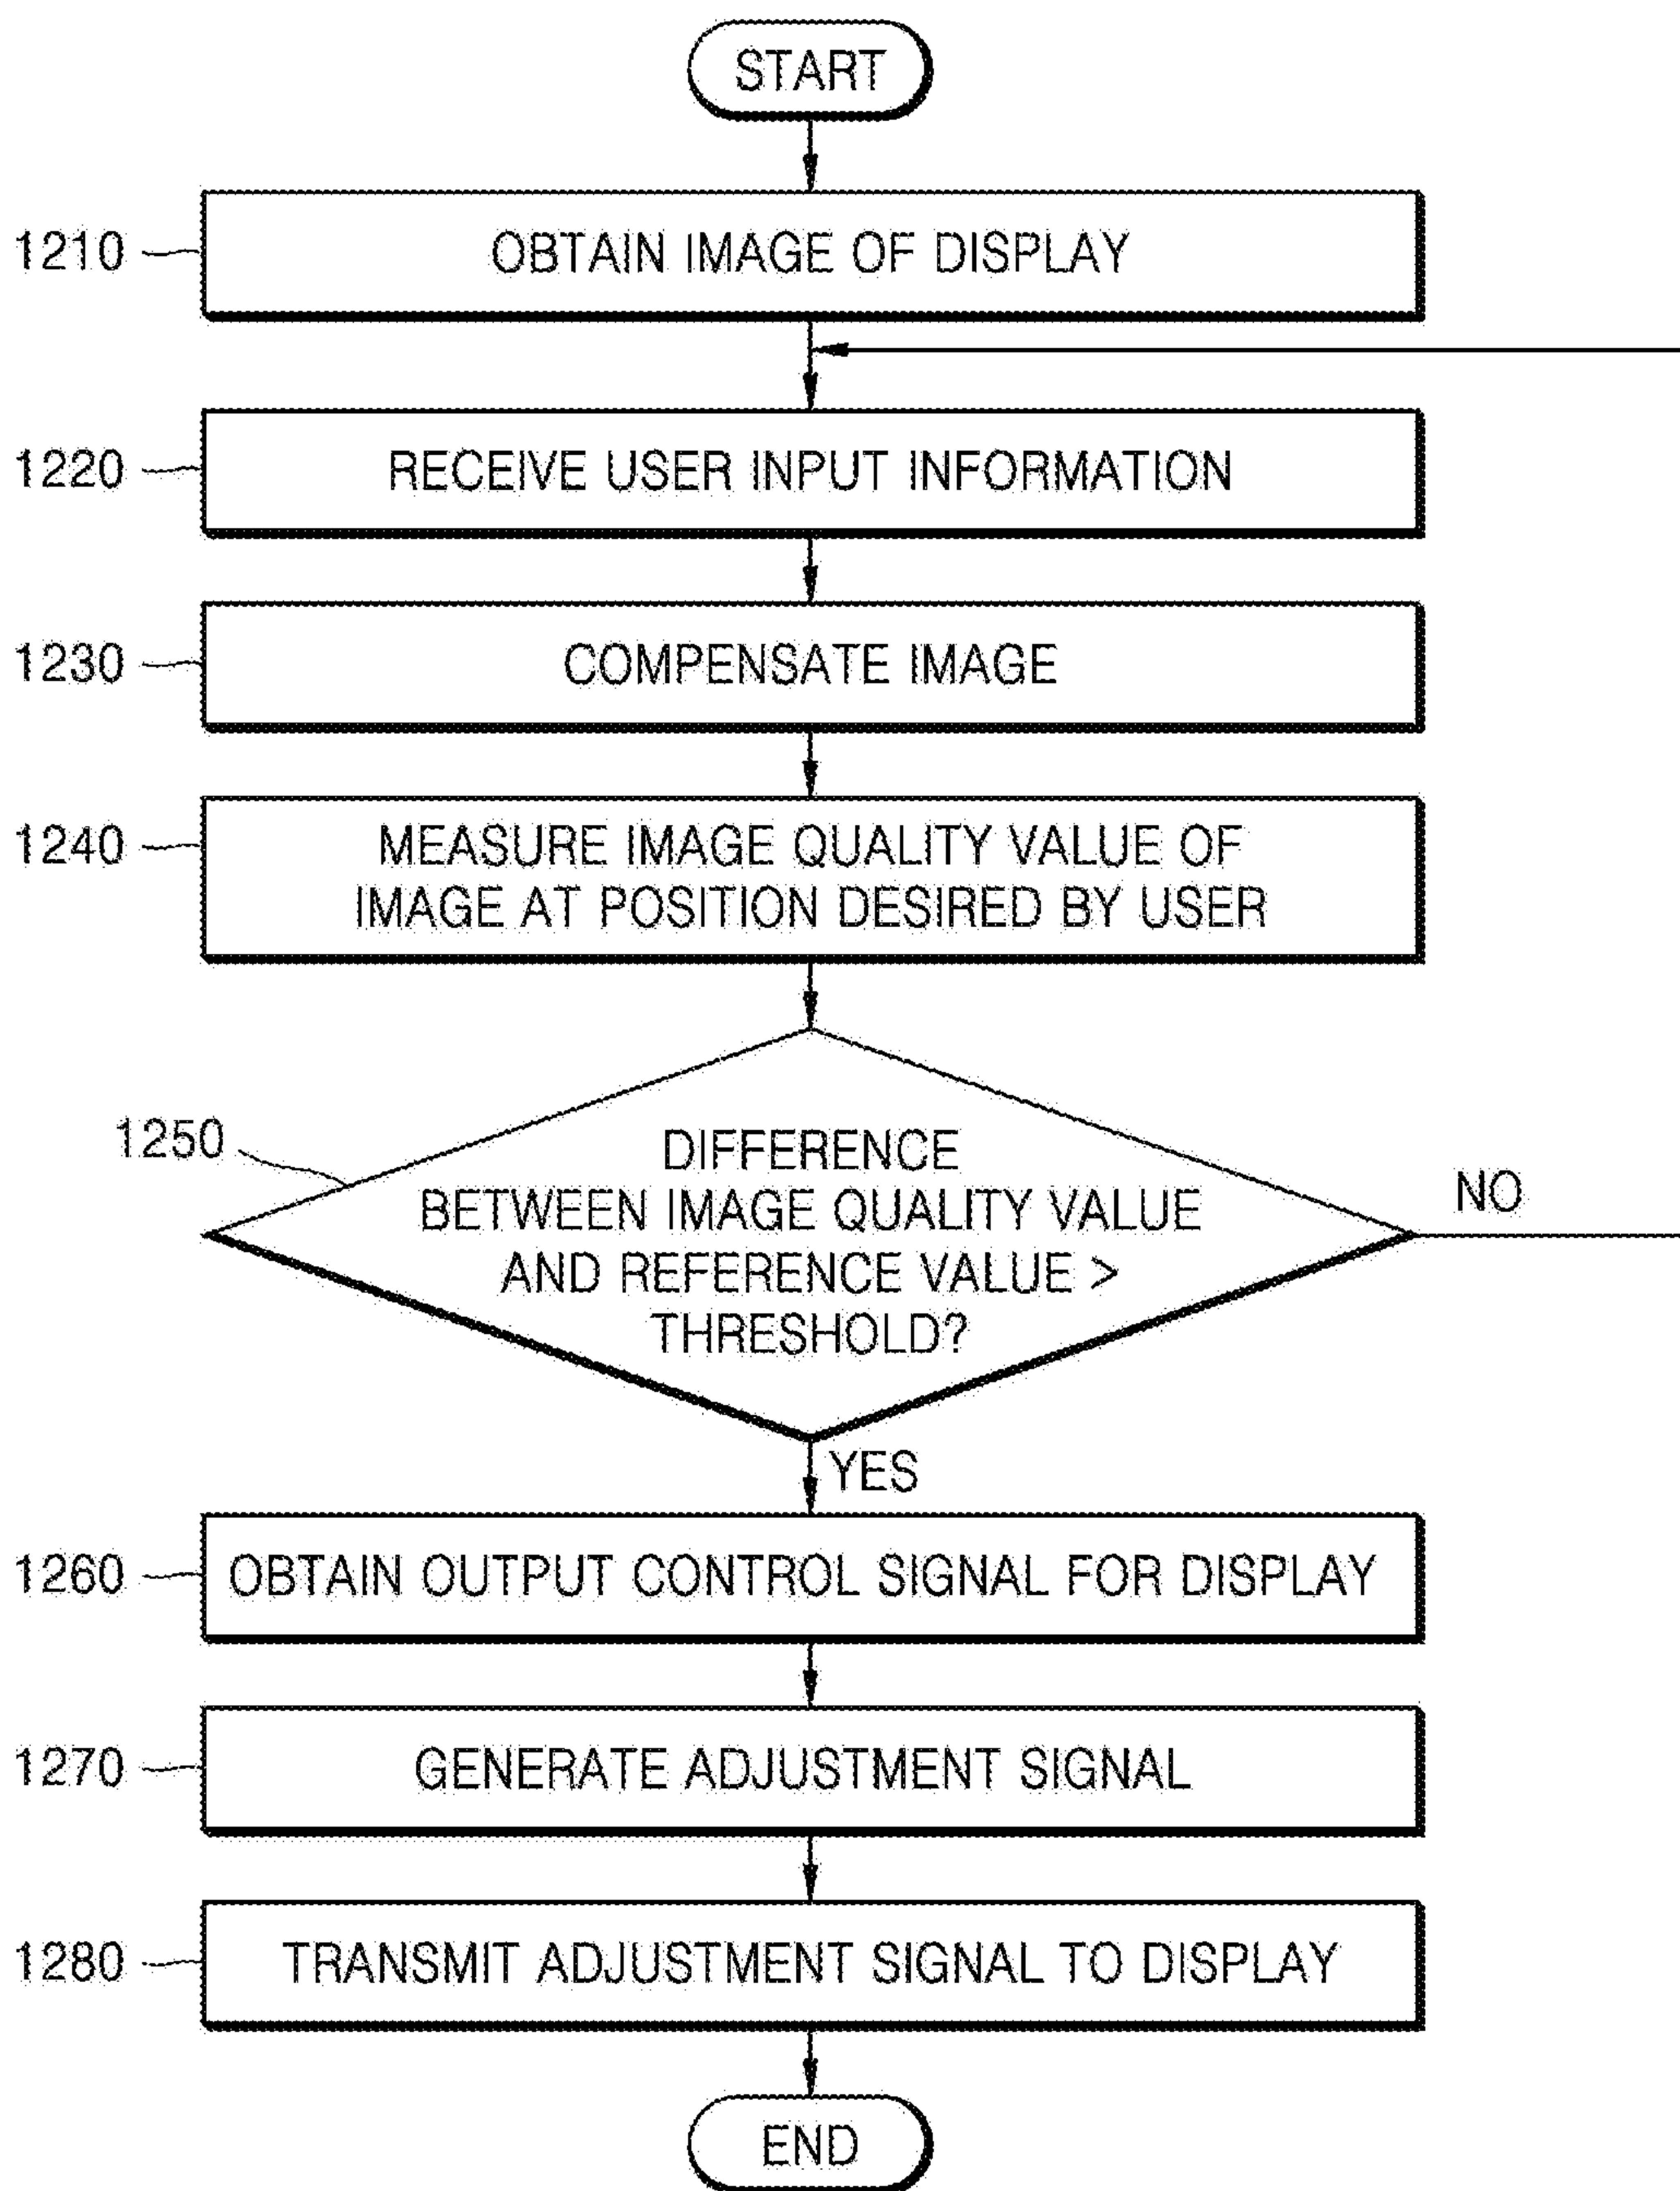 START
1210
OBTAIN IMAGE OF DISPLAY
1220
RECEIVE USER INPUT INFORMATION
1230
COMPENSATE IMAGE
1240
MEASURE IMAGE QUALITY VALUE OF
IMAGE AT POSITION DESIRED BY USER
1250
DIFFERENCE
BETWEEN IMAGE QUALITY VALUE
AND REFERENCE VALUE >
THRESHOLD?
NO
YES
1260
OBTAIN OUTPUT CONTROL SIGNAL FOR DISPLAY
1270
GENERATE ADJUSTMENT SIGNAL
1280
TRANSMIT ADJUSTMENT SIGNAL TO DISPLAY
END